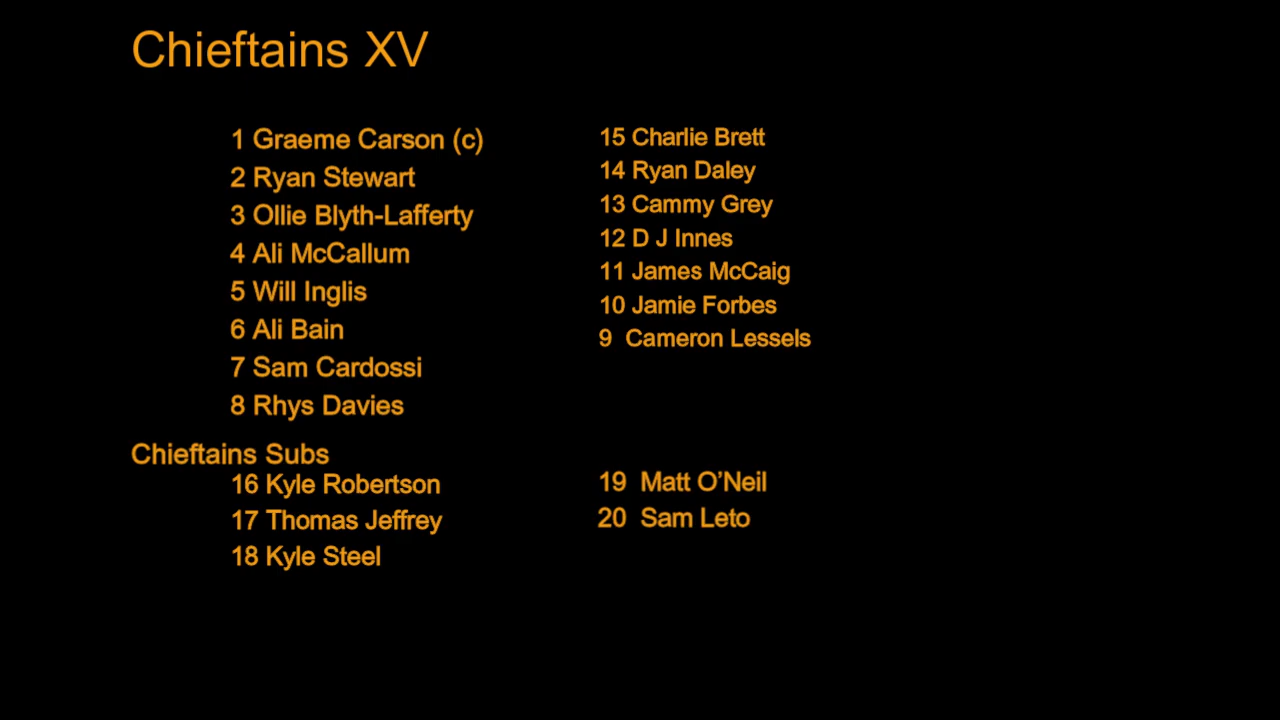 Chieftains XV
1 Graeme Carson (c)
2 Ryan Stewart
3 Ollie Blyth-Lafferty
4 Ali McCallum
5 Will Inglis
6 Ali Bain
7 Sam Cardossi
8 Rhys Davies
15 Charlie Brett
14 Ryan Daley
13 Cammy Grey
12 D J Innes
11 James McCaig
10 Jamie Forbes
9 Cameron Lessels
Chieftains Subs
16 Kyle Robertson
17 Thomas Jeffrey
18 Kyle Steel
19 Matt O’Neil
20 Sam Leto